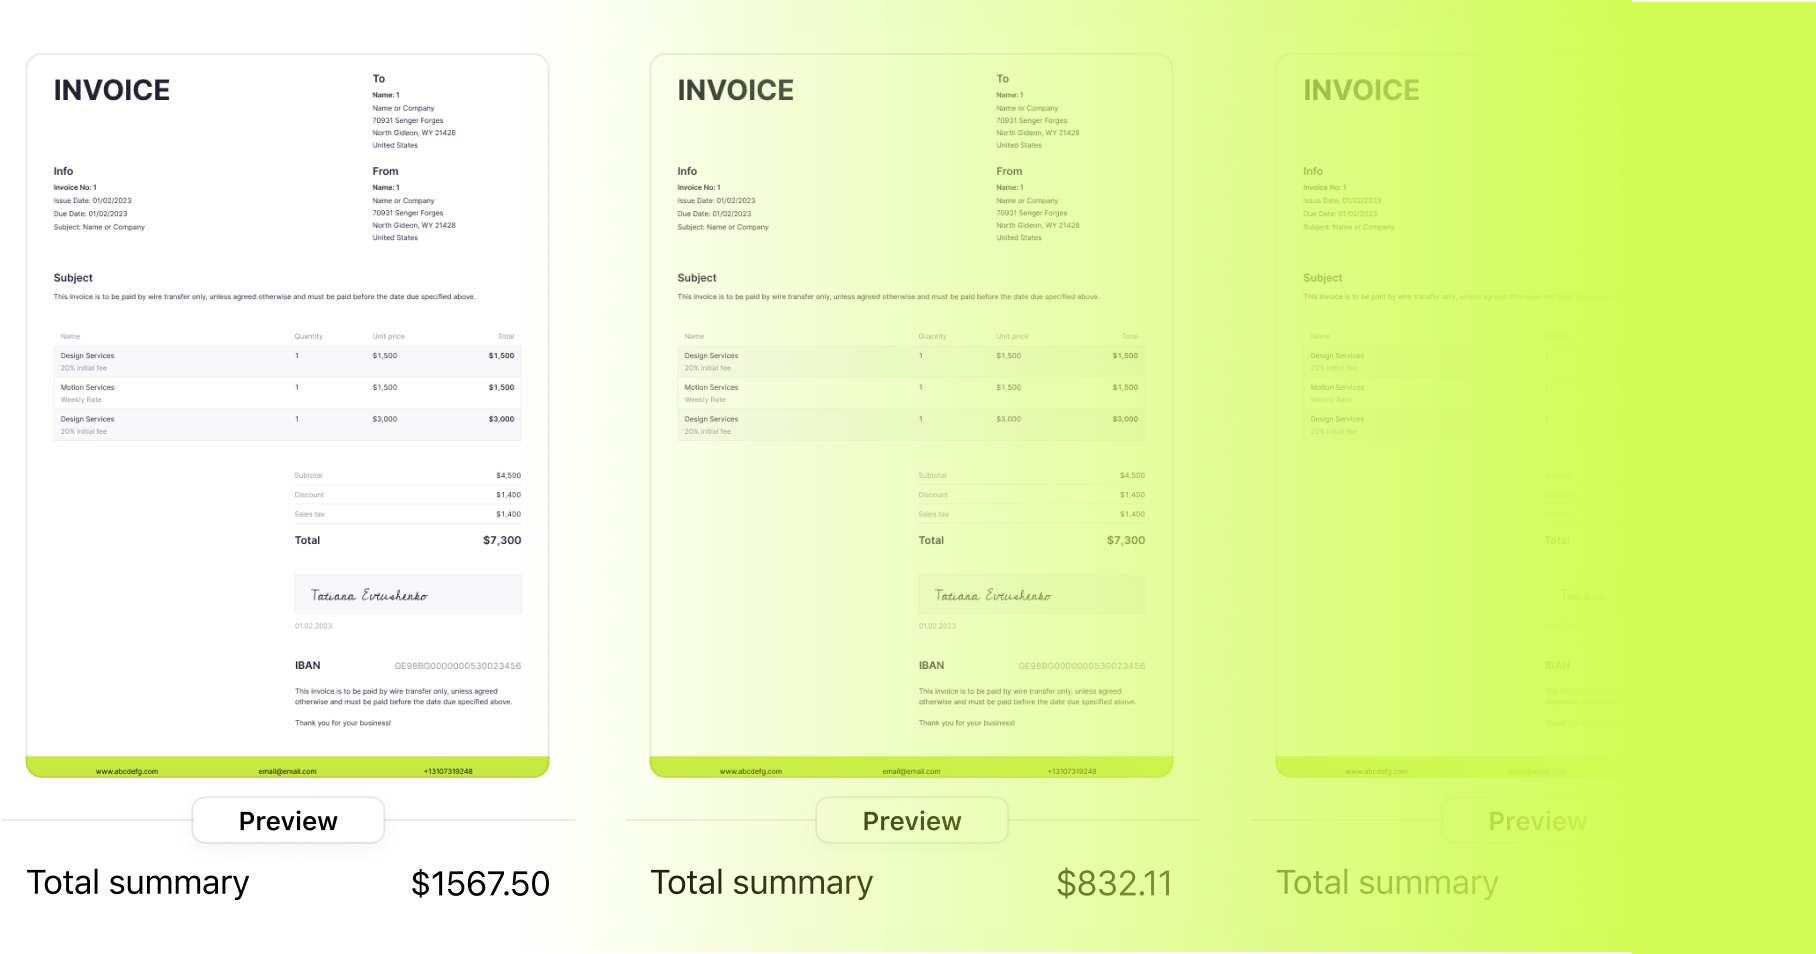 INVOICE
To
Name: 1
Name or Company
70931 Senger Forges
North Gideon, WY 21428
United States
Info
Invoice No: 1
Issue Date: 01/02/2023
Due Date: 01/02/2023
Subject: Name or Company
From
Name: 1
Name or Company
70931 Senger Forges
North Gideon, WY 21428
United States
Subject
This invoice is to be paid by wire transfer only, unless agreed otherwise and must be paid before the date due specified above.
Name Quantity Unit price Total
Design Services 1 $1,500 $1,500
20% initial fee
Motion Services 1 $1,500 $1,500
Weekly Rate
Design Services 1 $3,000 $3,000
20% initial fee
Subtotal $4,500
Discount $1,400
Sales tax $1,400
Total $7,300
Tatiana Evtushenko
01.02.2023
IBAN GE98BG0000000530023456
This invoice is to be paid by wire transfer only, unless agreed
otherwise and must be paid before the date due specified above.
Thank you for your business!
www.abcdefg.com email@email.com +13107319248
Preview
Total summary $1567.50
INVOICE
To
Name: 1
Name or Company
70931 Senger Forges
North Gideon, WY 21428
United States
Info
Invoice No: 1
Issue Date: 01/02/2023
Due Date: 01/02/2023
Subject: Name or Company
From
Name: 1
Name or Company
70931 Senger Forges
North Gideon, WY 21428
United States
Subject
This invoice is to be paid by wire transfer only, unless agreed otherwise and must be paid before the date due specified above.
Name Quantity Unit price Total
Design Services 1 $1,500 $1,500
20% initial fee
Motion Services 1 $1,500 $1,500
Weekly Rate
Design Services 1 $3,000 $3,000
20% initial fee
Subtotal $4,500
Discount $1,400
Sales tax $1,400
Total $7,300
Tatiana Evtushenko
01.02.2023
IBAN GE98BG0000000530023456
This invoice is to be paid by wire transfer only, unless agreed
otherwise and must be paid before the date due specified above.
Thank you for your business!
www.abcdefg.com email@email.com +13107319248
Preview
Total summary $832.11
INVOICE
Info
Invoice No: 1
Issue Date: 01/02/2023
Due Date: 01/02/2023
Subject: Name or Company
Subject
This invoice is to be paid by wire transfer only, unless agreed otherwise
Name
Design Services
20% initial fee
Motion Services
Weekly Rate
Design Services
20% initial fee
Total
IBAN
www.abcdefg.com
Preview
Total summary